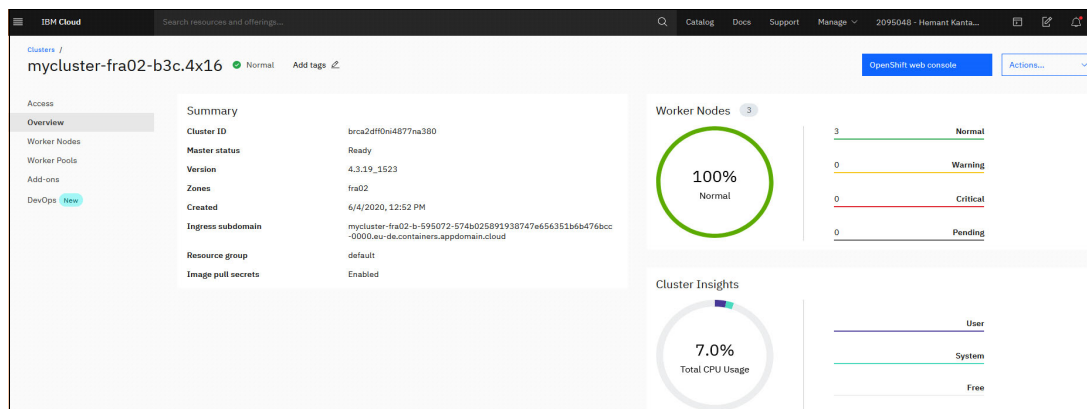 IBM Cloud
Search resources and offerings...
Catalog
Docs
Support
Manage
2095048 - Hemant Kanta...
Clusters /
mycluster-fra02-b3c.4x16
Normal
Add tags
OpenShift web console
Actions...
Access
Overview
Worker Nodes
Worker Pools
Add-ons
DevOps New
Summary
Cluster ID brca2dff0ni4877na380
Master status Ready
Version 4.3.19_1523
Zones fra02
Created 6/4/2020, 12:52 PM
Ingress subdomain mycluster-fra02-b-595072-574b025891938747e656351b6b476bcc
-0000.eu-de.containers.appdomain.cloud
Resource group default
Image pull secrets Enabled
Worker Nodes 3
100%
Normal
3 Normal
0 Warning
0 Critical
0 Pending
Cluster Insights
7.0%
Total CPU Usage
User
System
Free